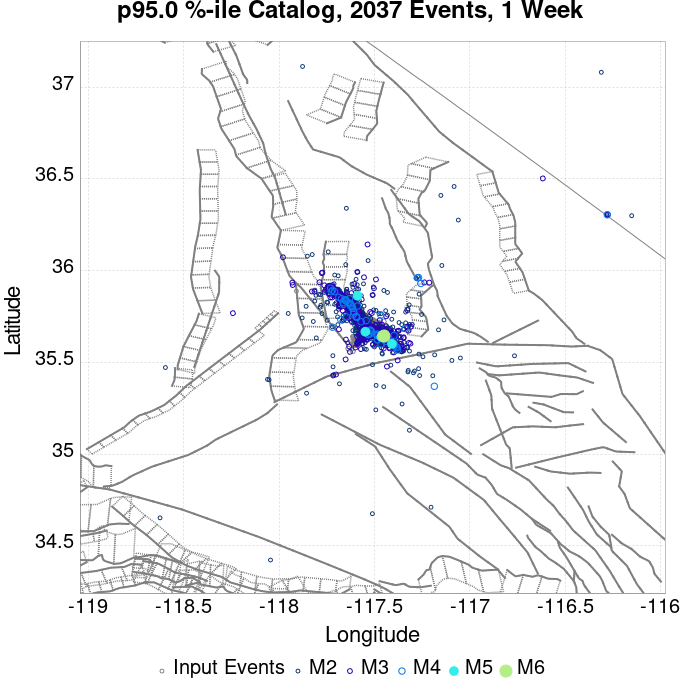 p95.0 %-ile Catalog, 2037 Events, 1 Week
37
36.5
36
35.5
35
34.5
Latitude
-119
-118.5
-118
-117.5
-117
-116.5
-116
Longitude
Input Events
M2
M3
M4
M5
M6